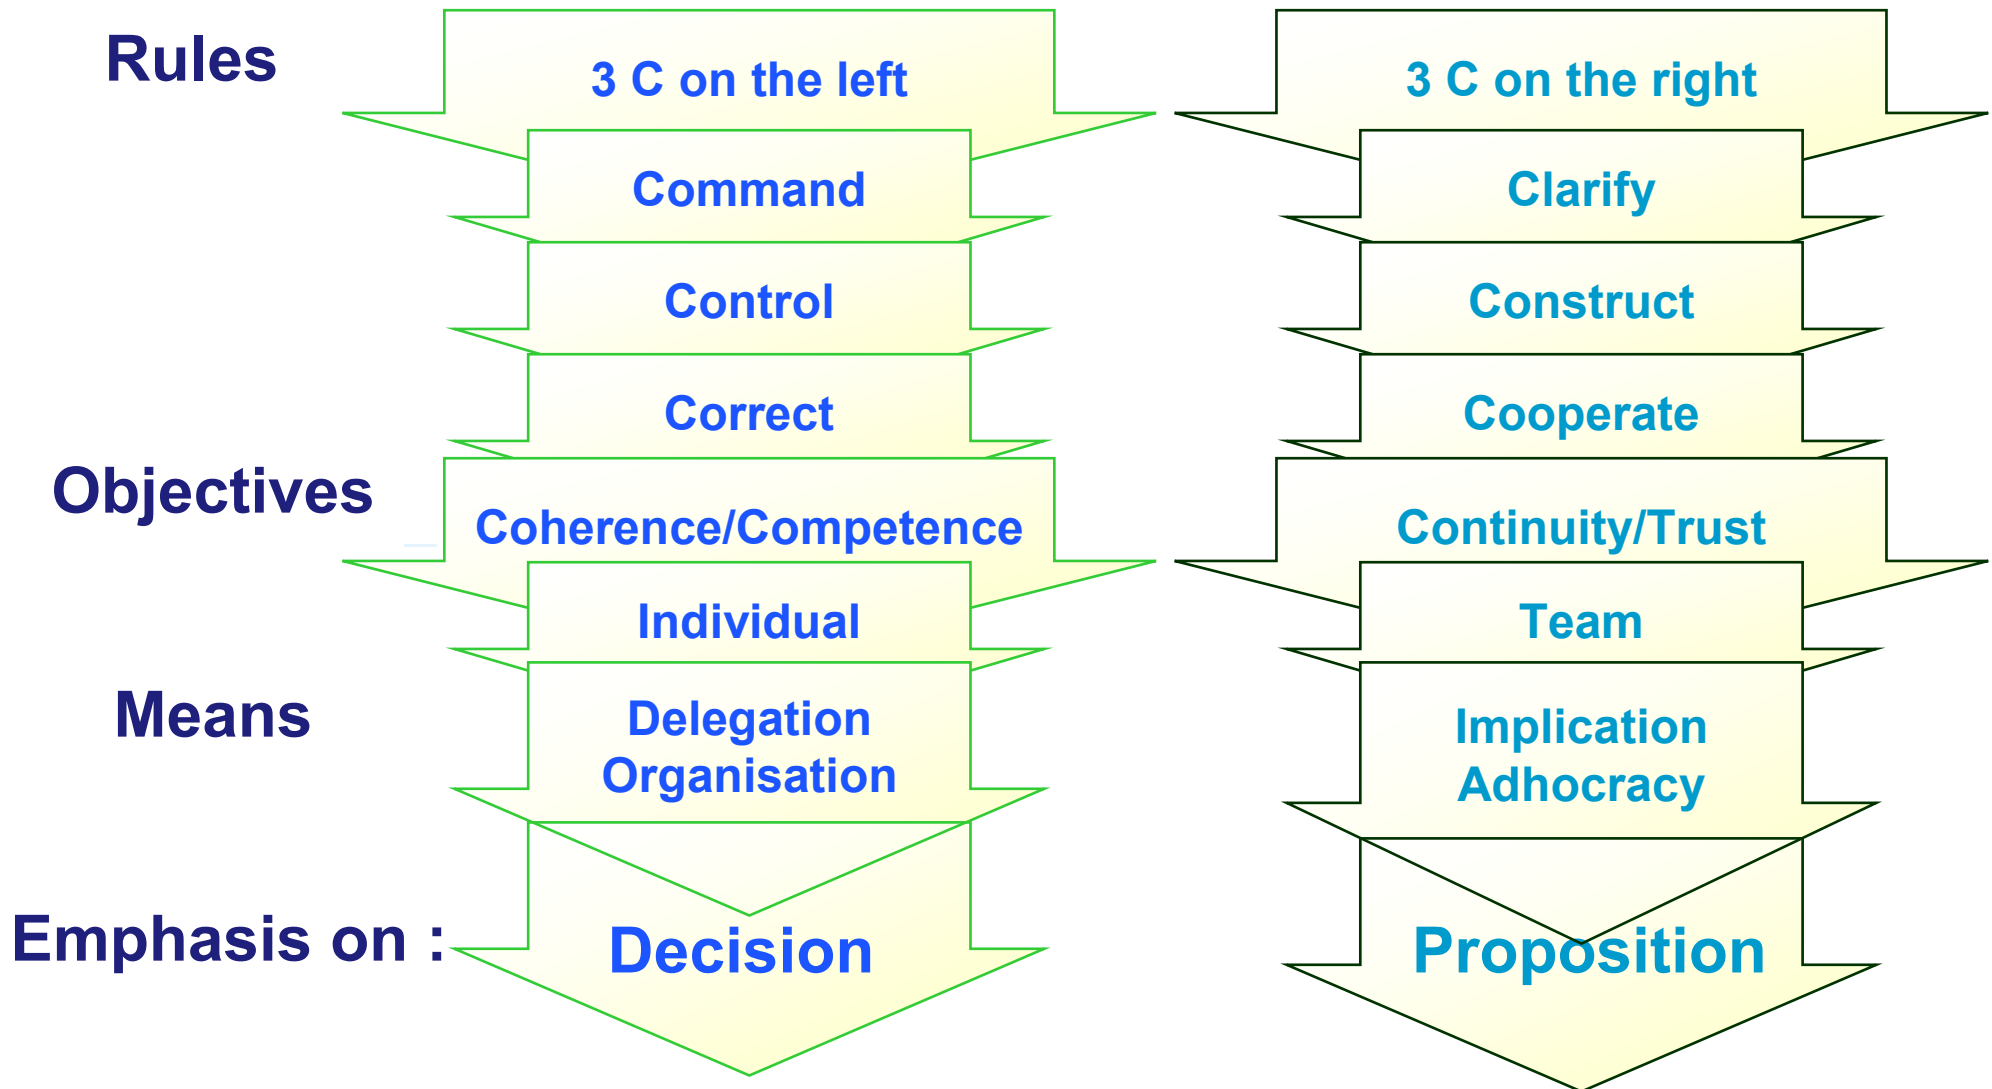 Rules
3 C on the left
3 C on the right
Command
Clarify
Control
Construct
Correct
Cooperate
Objectives
Coherence/Competence
Continuity/Trust
Individual
Team
Means
Delegation
Organisation
Implication
Adhocracy
Emphasis on :
Decision
Proposition